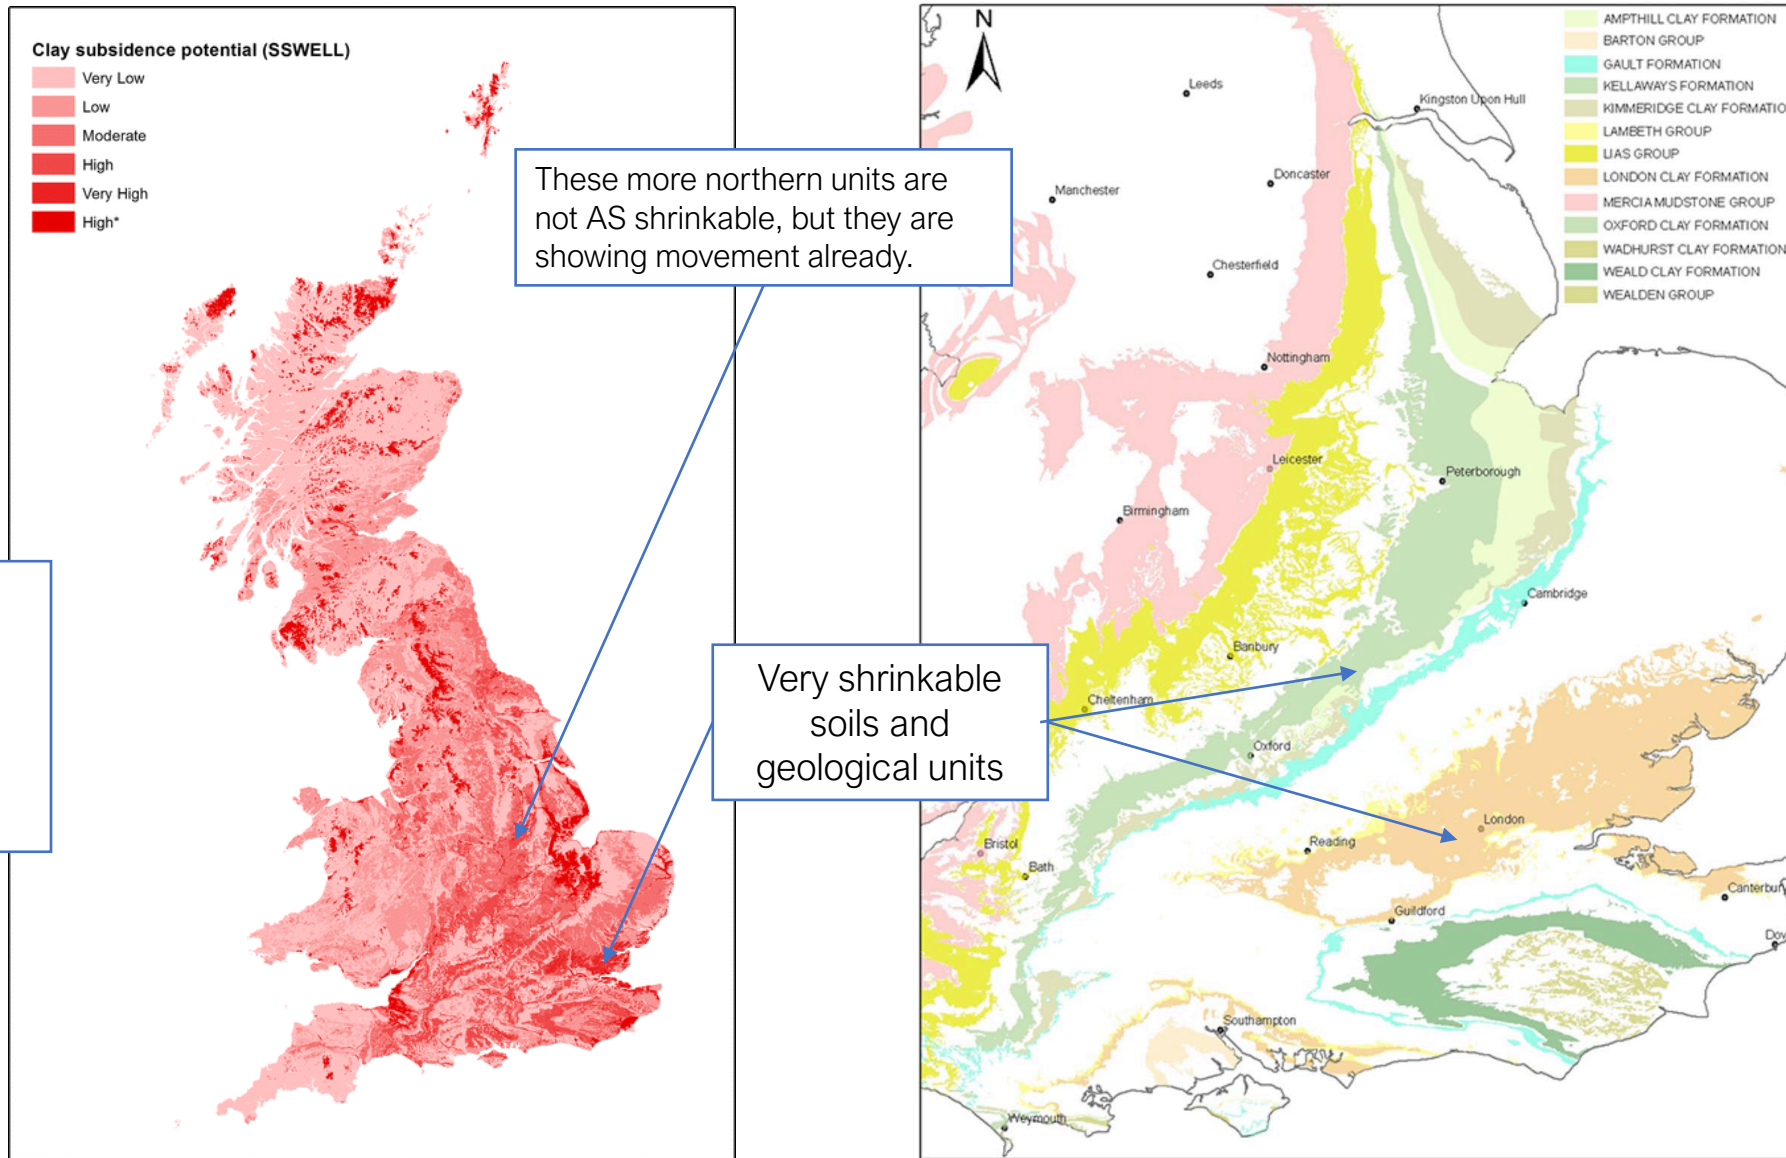 Clay subsidence potential (SSWELL)
Very Low
Low
Moderate
High
Very High
High*
These more northern units are
not AS shrinkable, but they are
showing movement already.
Very shrinkable
soils and
geological units
N
AMPTHILL CLAY FORMATION
BARTON GROUP
GAULT FORMATION
KELLAWAYS FORMATION
KIMMERIDGE CLAY FORMATIO
LAMBETH GROUP
LIAS GROUP
LONDON CLAY FORMATION
MERCIA MUDSTONE GROUP
OXFORD CLAY FORMATION
WADHURST CLAY FORMATION
WEALD CLAY FORMATION
WEALDEN GROUP
Leeds
Kingston Upon Hull
Manchester
Doncaster
Chesterfield
Nottingham
Leicester
Peterborough
Birmingham
Cambridge
Banbury
Cheltenham
Oxford
London
Reading
Bristol
Bath
Canterbury
Guildford
Dov
Southampton
Weymouth